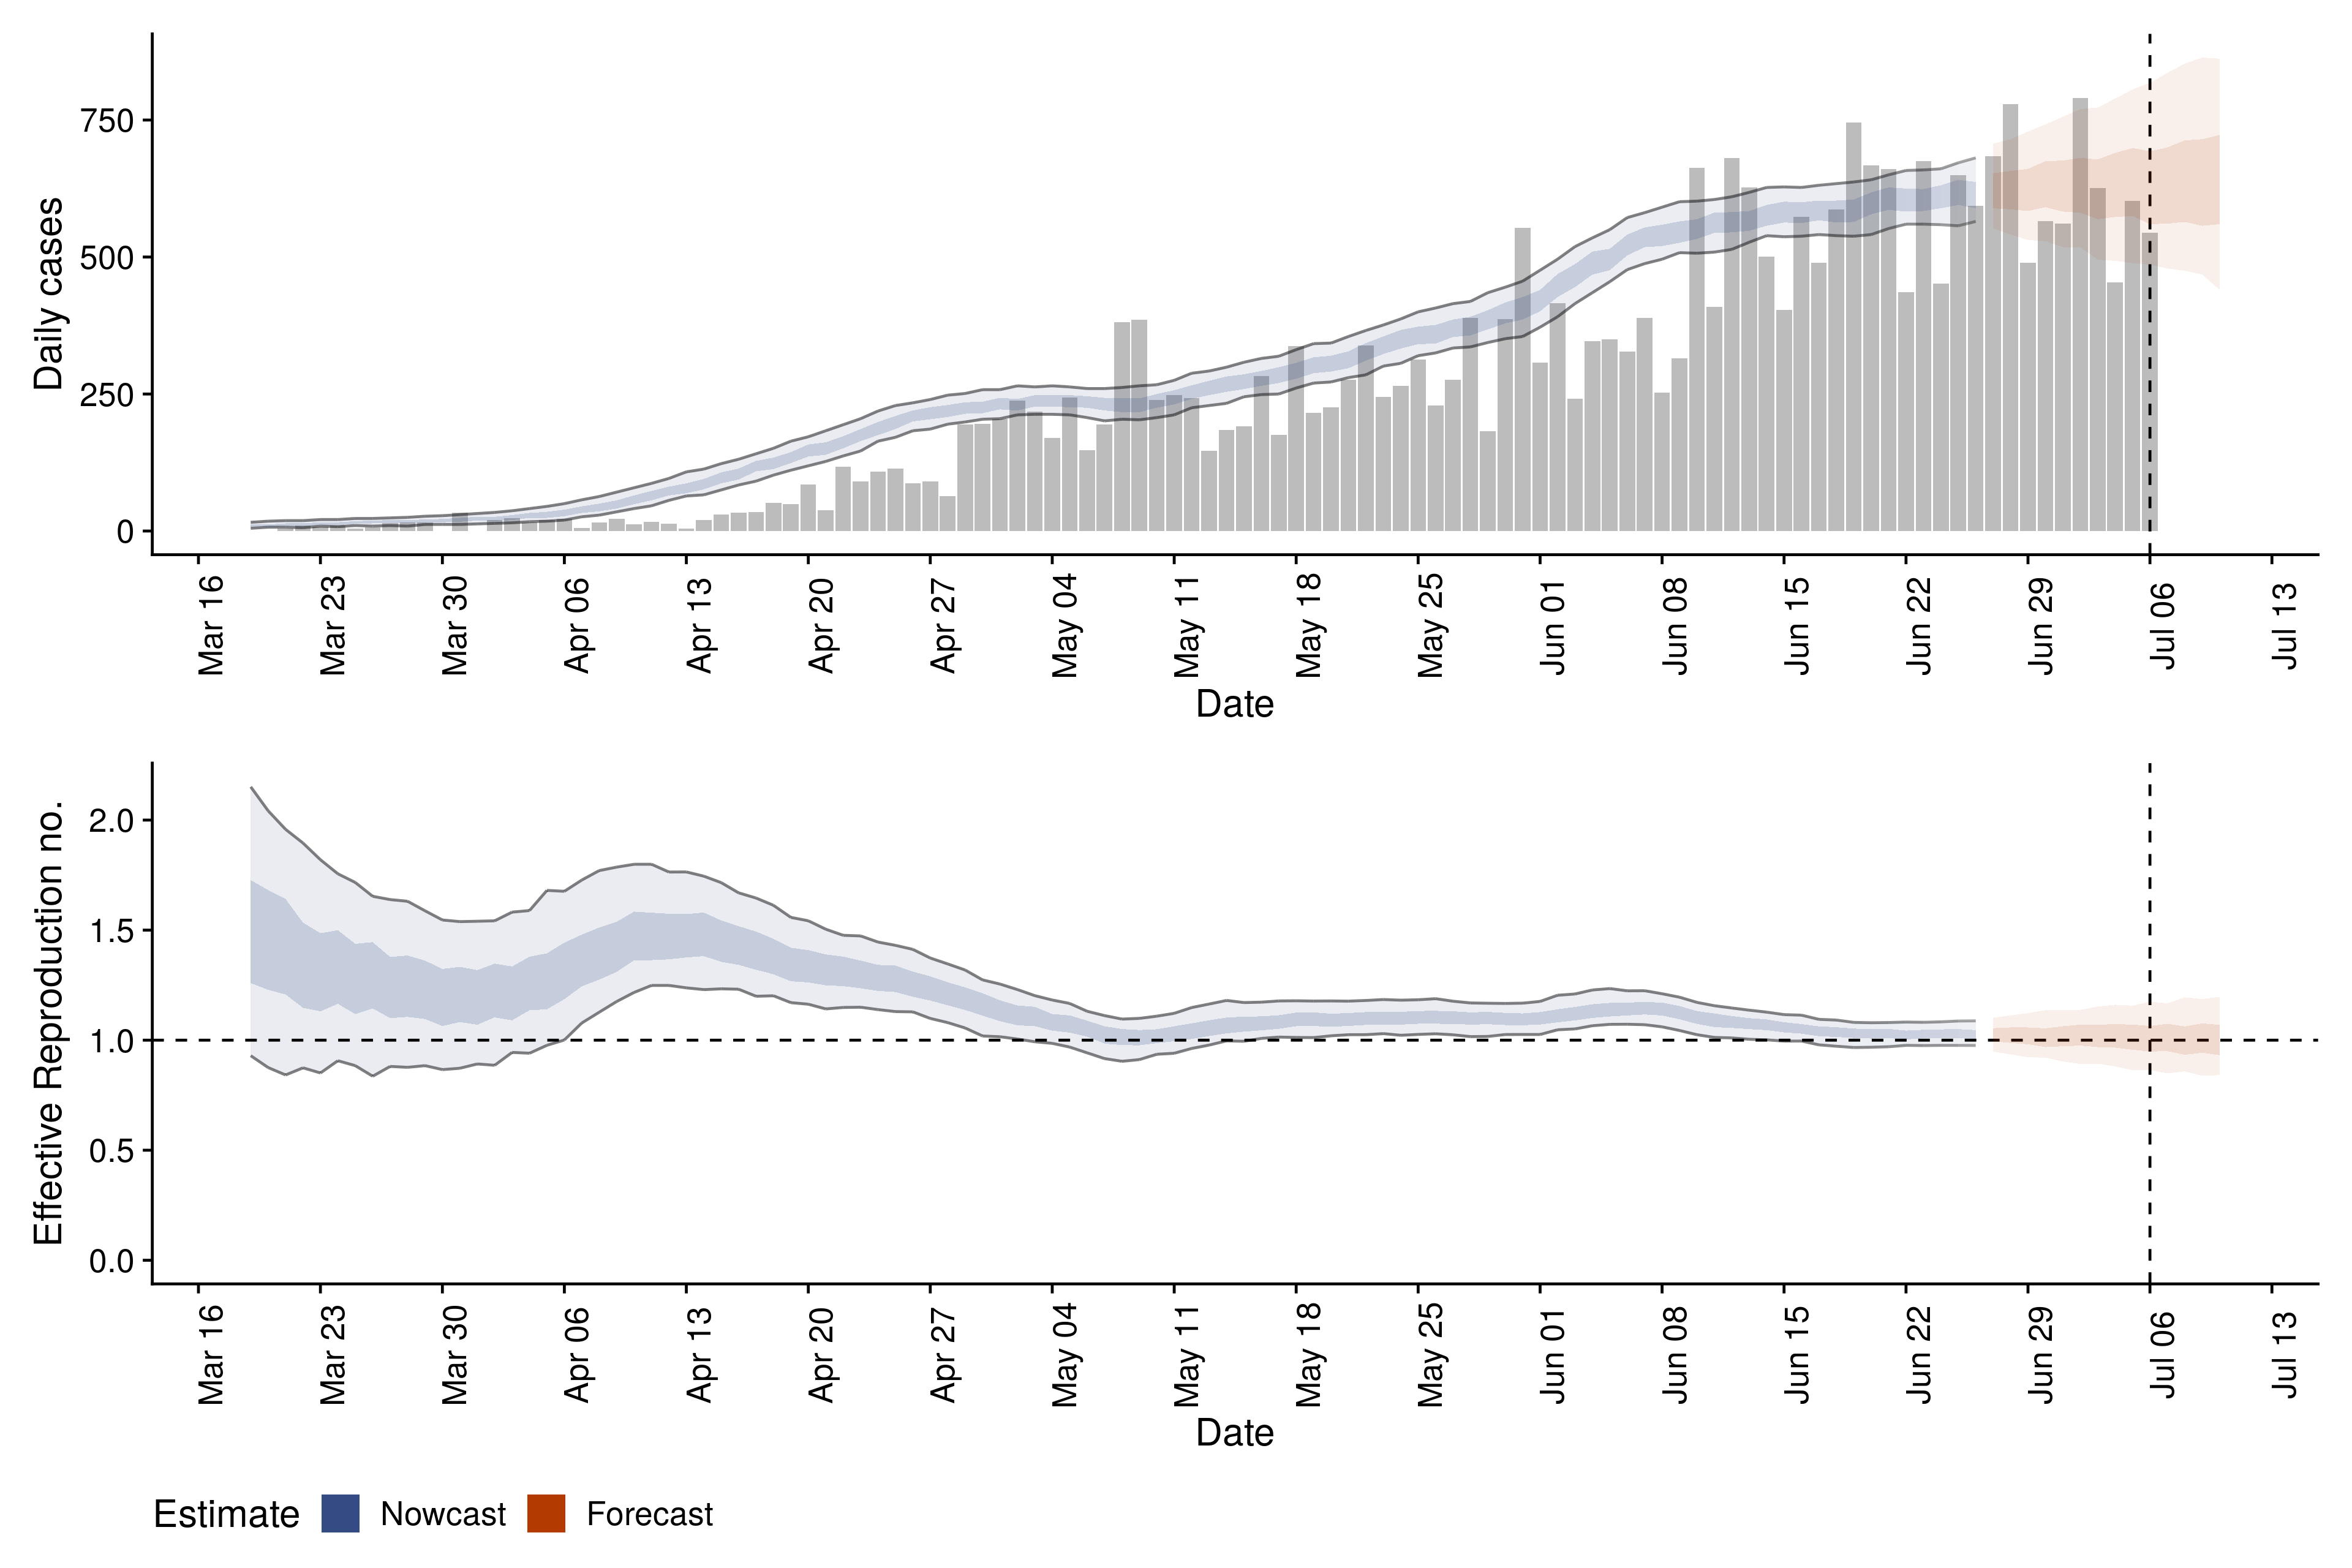 Daily cases
750
500
250
0
Mar 16
Mar 23
Mar 30
Apr 06
Apr 13
Apr 20
Apr 27
May 04
May 11
May 18
May 25
Jun 01
Jun 08
Jun 15
Jun 22
Jun 29
Jul 06
Jul 13
Date
Effective Reproduction no.
2.0
1.5
1.0
0.5
0.0
Mar 16
Mar 23
Mar 30
Apr 06
Apr 13
Apr 20
Apr 27
May 04
May 11
May 18
May 25
Jun 01
Jun 08
Jun 15
Jun 22
Jun 29
Jul 06
Jul 13
Date
Estimate Nowcast Forecast